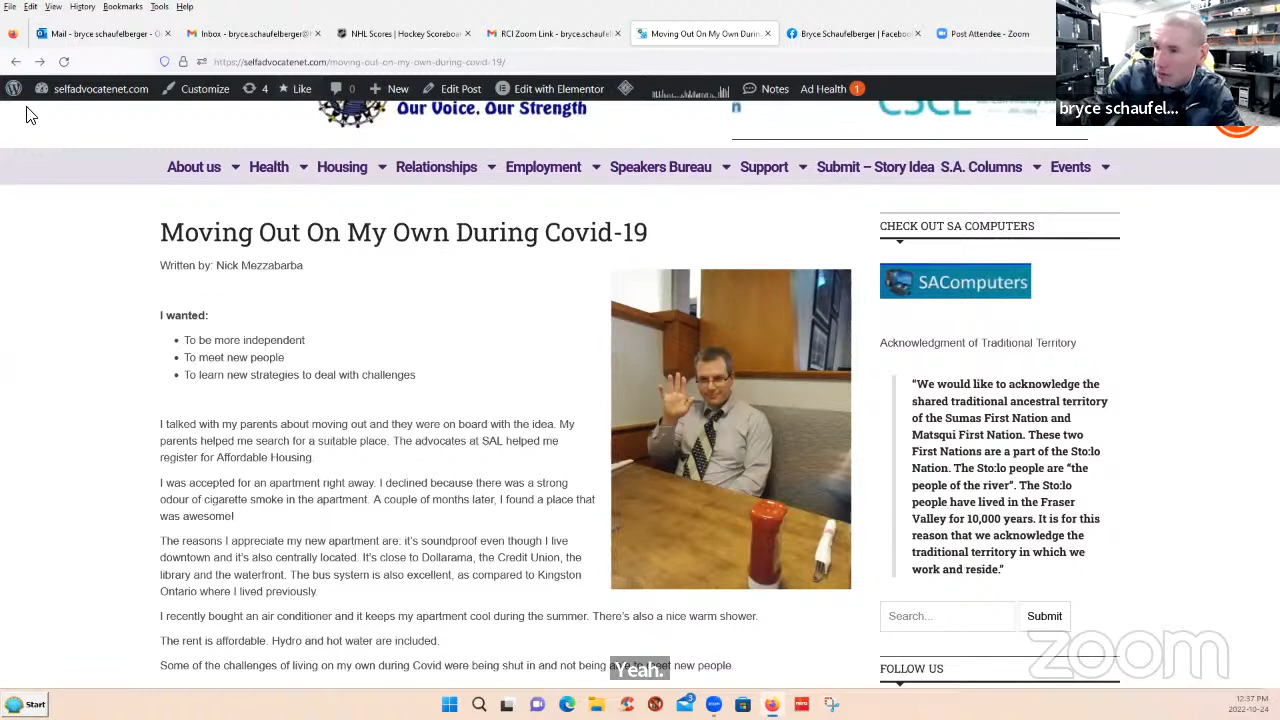 File Edit View History Bookmarks Tools Help
Mail - bryce.schaufelberger - O
Inbox - bryce.schaufelberger@
NHL Scores | Hockey Scoreboa
RCI Zoom Link - bryce.schaufelb
Moving Out On My Own Durin
Bryce Schaufelberger | Facebo
Post Attendee - Zoom
https://selfadvocatenet.com/moving-out-on-my-own-during-covid-19/
selfadvocatenet.com Customize 4 Like 0 New Edit Post Edit with Elementor Notes Ad Health 1
bryce schaufel...
Our Voice. Our Strength
About us Health Housing Relationships Employment Speakers Bureau Support Submit – Story Idea S.A. Columns Events
Moving Out On My Own During Covid-19
Written by: Nick Mezzabarba
I wanted:
To be more independent
To meet new people
To learn new strategies to deal with challenges
I talked with my parents about moving out and they were on board with the idea. My
parents helped me search for a suitable place. The advocates at SAL helped me
register for Affordable Housing.
I was accepted for an apartment right away. I declined because there was a strong
odour of cigarette smoke in the apartment. A couple of months later, I found a place that
was awesome!
The reasons I appreciate my new apartment are: it's soundproof even though I live
downtown and it's also centrally located. It's close to Dollarama, the Credit Union, the
library and the waterfront. The bus system is also excellent, as compared to Kingston
Ontario where I lived previously.
I recently bought an air conditioner and it keeps my apartment cool during the summer. There's also a nice warm shower.
The rent is affordable. Hydro and hot water are included.
Some of the challenges of living on my own during Covid were being shut in and not being new people.
Yeah.
CHECK OUT SA COMPUTERS
SAComputers
Acknowledgment of Traditional Territory
“We would like to acknowledge the
shared traditional ancestral territory
of the Sumas First Nation and
Matsqui First Nation. These two
First Nations are a part of the Sto:lo
Nation. The Sto:lo people are “the
people of the river”. The Sto:lo
people have lived in the Fraser
Valley for 10,000 years. It is for this
reason that we acknowledge the
traditional territory in which we
work and reside.”
Search... Submit
FOLLOW US
zoom
Start
3
12:37 PM
2022-10-24